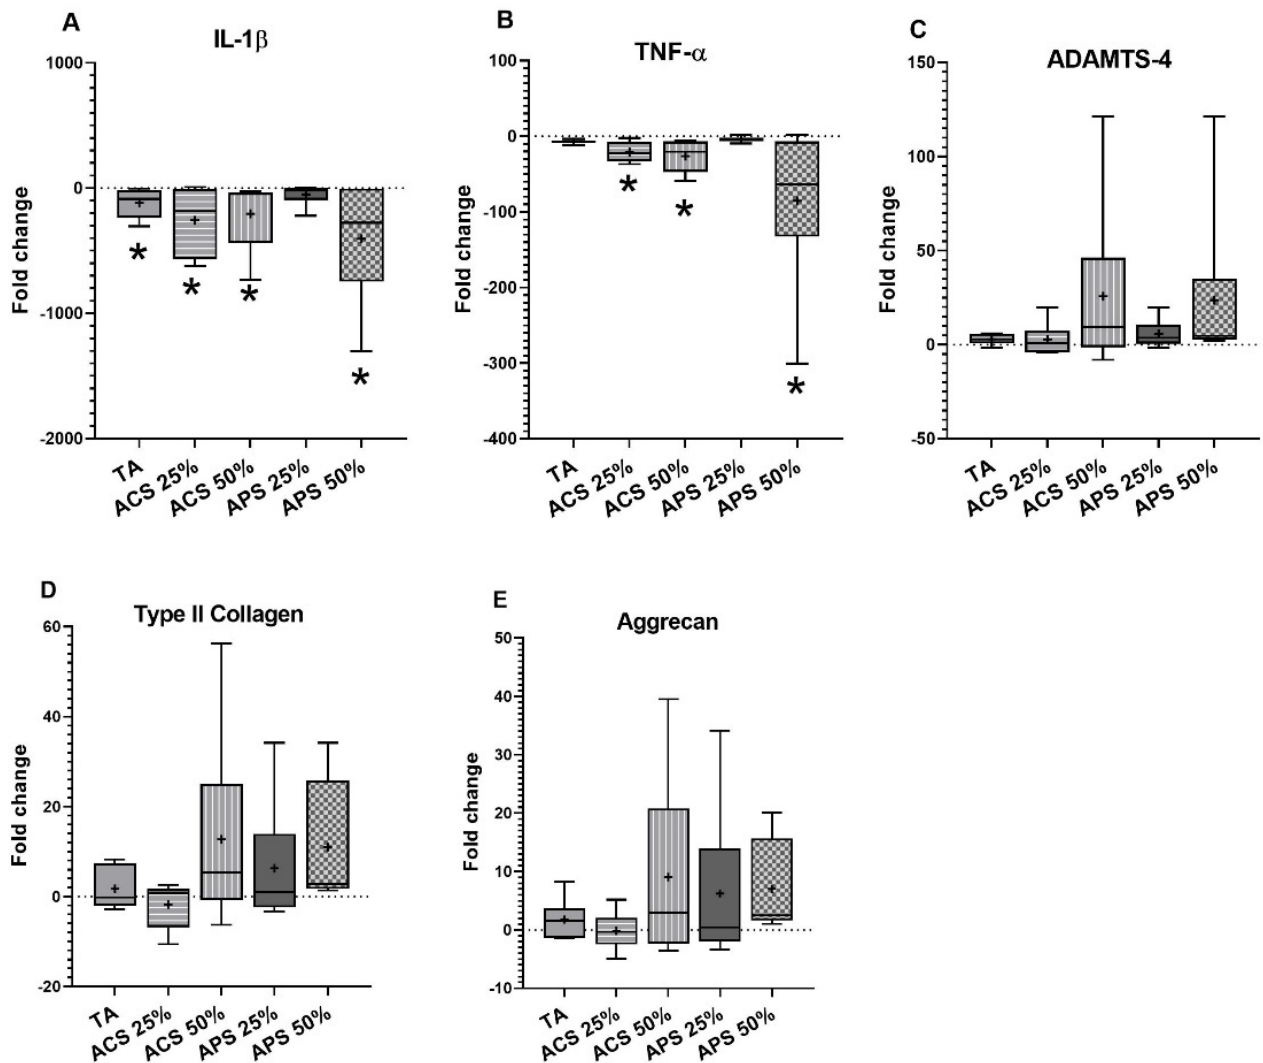 A
IL-1β
Fold change
1000
0
-1000
-2000
*
*
*
*
TA
ACS 25%
ACS 50%
APS 25%
APS 50%
B
TNF-α
Fold change
100
0
-100
-200
-300
-400
*
*
*
TA
ACS 25%
ACS 50%
APS 25%
APS 50%
C
ADAMTS-4
Fold change
150
100
50
0
-50
TA
ACS 25%
ACS 50%
APS 25%
APS 50%
D
Type II Collagen
Fold change
60
40
20
0
-20
TA
ACS 25%
ACS 50%
APS 25%
APS 50%
E
Aggrecan
Fold change
50
40
30
20
10
0
-10
TA
ACS 25%
ACS 50%
APS 25%
APS 50%